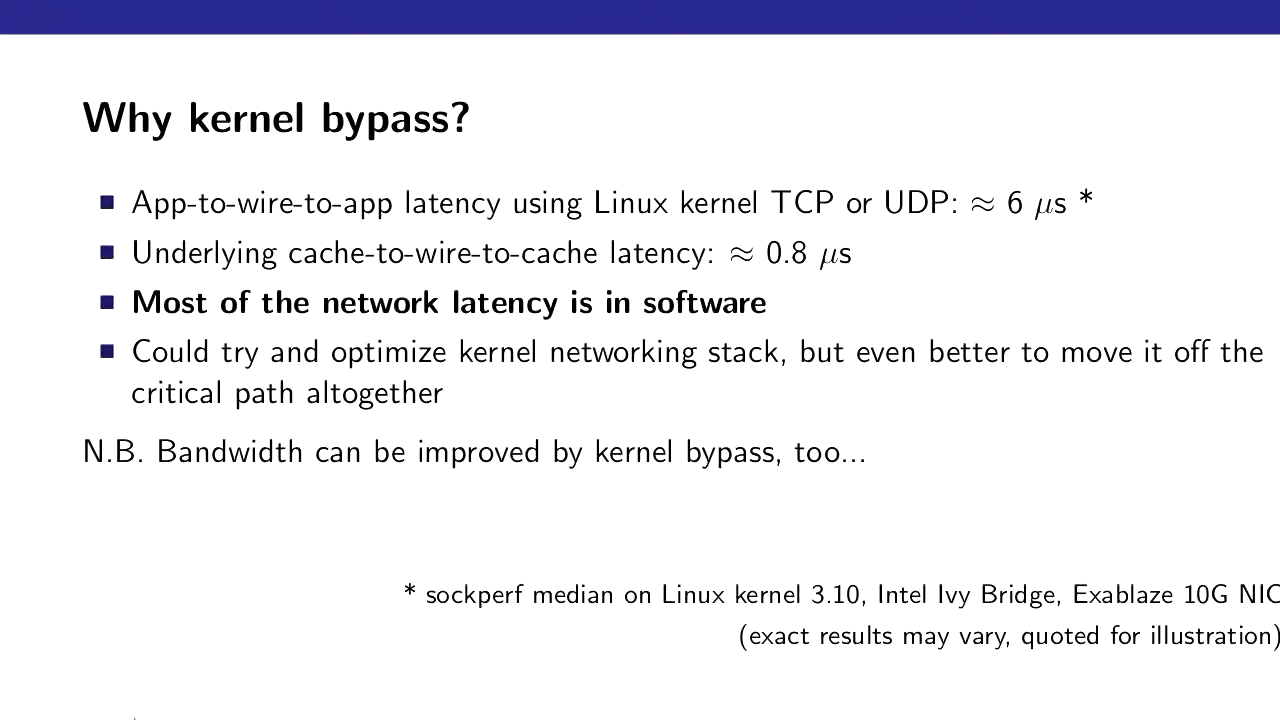 Why kernel bypass?
App-to-wire-to-app latency using Linux kernel TCP or UDP: ≈ 6 μs *
Underlying cache-to-wire-to-cache latency: ≈ 0.8 μs
Most of the network latency is in software
Could try and optimize kernel networking stack, but even better to move it off the
critical path altogether
N.B. Bandwidth can be improved by kernel bypass, too...
* sockperf median on Linux kernel 3.10, Intel Ivy Bridge, Exablaze 10G NIC
(exact results may vary, quoted for illustration)